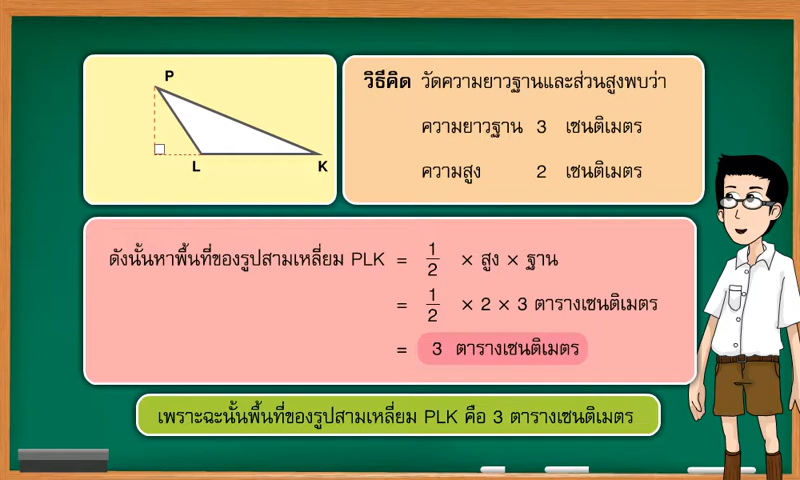 P
L
K
วิธีคิด วัดความยาวฐานและส่วนสูงพบว่า
ความยาวฐาน 3 เซนติเมตร
ความสูง 2 เซนติเมตร
ดังนั้นหาพื้นที่ของรูปสามเหลี่ยม PLK = 1/2 × สูง × ฐาน
= 1/2 × 2 × 3 ตารางเซนติเมตร
= 3 ตารางเซนติเมตร
เพราะฉะนั้นพื้นที่ของรูปสามเหลี่ยม PLK คือ 3 ตารางเซนติเมตร